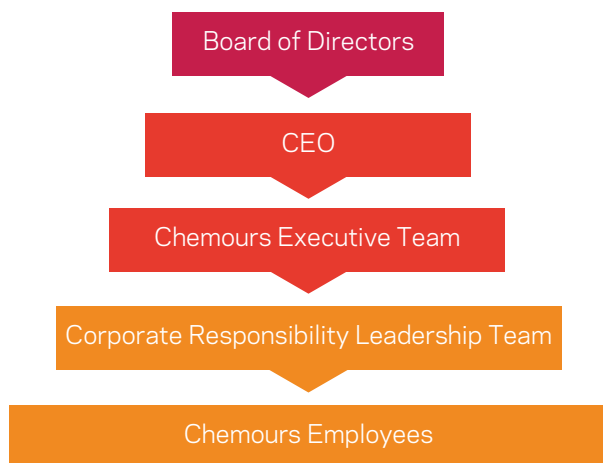 Board of Directors
CEO
Chemours Executive Team
Corporate Responsibility Leadership Team
Chemours Employees